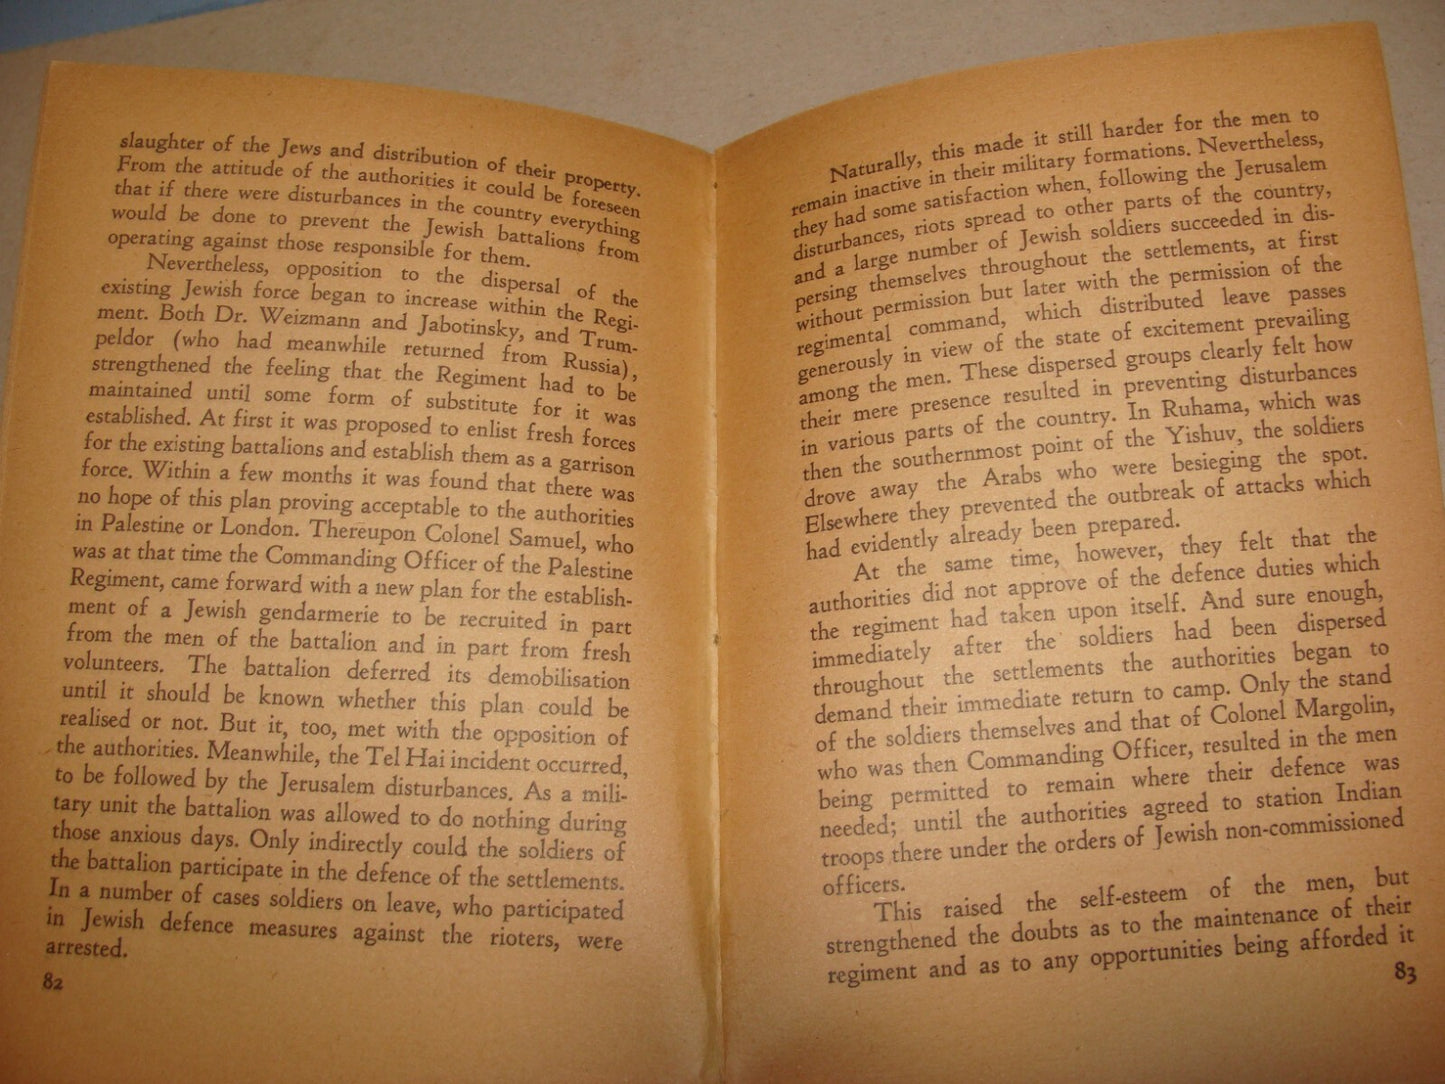 slaughter of the Jews and distribution of their property.
From the attitude of the authorities it could be foreseen
that if there were disturbances in the country everything
would be done to prevent the Jewish battalions from
operating against those responsible for them.
Nevertheless, opposition to the dispersal of the
existing Jewish force began to increase within the Regi-
ment. Both Dr. Weizmann and Jabotinsky, and Trum-
peldor (who had meanwhile returned from Russia),
strengthened the feeling that the Regiment had to be
maintained until some form of substitute for it was
established. At first it was proposed to enlist fresh forces
for the existing battalions and establish them as a garrison
force. Within a few months it was found that there was
no hope of this plan proving acceptable to the authorities
in Palestine or London. Thereupon Colonel Samuel, who
was at that time the Commanding Officer of the Palestine
Regiment, came forward with a new plan for the establish-
ment of a Jewish gendarmerie to be recruited in part
from the men of the battalion and in part from fresh
volunteers. The battalion deferred its demobilisation
until it should be known whether this plan could be
realised or not. But it, too, met with the opposition of
the authorities. Meanwhile, the Tel Hai incident occurred,
to be followed by the Jerusalem disturbances. As a mili-
tary unit the battalion was allowed to do nothing during
those anxious days. Only indirectly could the soldiers of
the battalion participate in the defence of the settlements.
In a number of cases soldiers on leave, who participated
in Jewish defence measures against the rioters, were
arrested.
82
Naturally, this made it still harder for the men to
remain inactive in their military formations. Nevertheless,
they had some satisfaction when, following the Jerusalem
disturbances, riots spread to other parts of the country,
and a large number of Jewish soldiers succeeded in dis-
persing themselves throughout the settlements, at first
without permission but later with the permission of the
regimental command, which distributed leave passes
generously in view of the state of excitement prevailing
among the men. These dispersed groups clearly felt how
their mere presence resulted in preventing disturbances
in various parts of the country. In Ruhama, which was
then the southernmost point of the Yishuv, the soldiers
drove away the Arabs who were besieging the spot.
Elsewhere they prevented the outbreak of attacks which
had evidently already been prepared.
At the same time, however, they felt that the
authorities did not approve of the defence duties which
the regiment had taken upon itself. And sure enough,
immediately after the soldiers had been dispersed
throughout the settlements the authorities began to
demand their immediate return to camp. Only the stand
of the soldiers themselves and that of Colonel Margolin,
who was then Commanding Officer, resulted in the men
being permitted to remain where their defence was
needed; until the authorities agreed to station Indian
troops there under the orders of Jewish non-commissioned
officers.
This raised the self-esteem of the men, but
strengthened the doubts as to the maintenance of their
regiment and as to any opportunities being afforded it
83